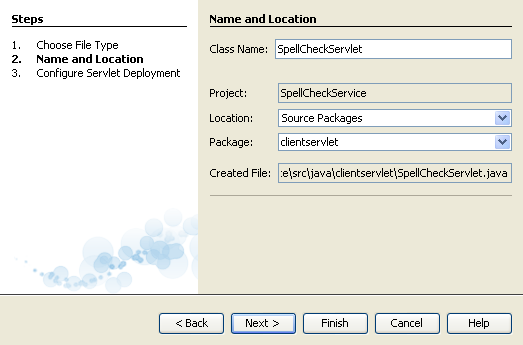 Steps
1. Choose File Type
2. Name and Location
3. Configure Servlet Deployment
Name and Location
Class Name: SpellCheckServlet
Project: SpellCheckService
Location: Source Packages
Package: clientservlet
Created File: :e\src\java\clientservlet\SpellCheckServlet.java
< Back Next > Finish Cancel Help